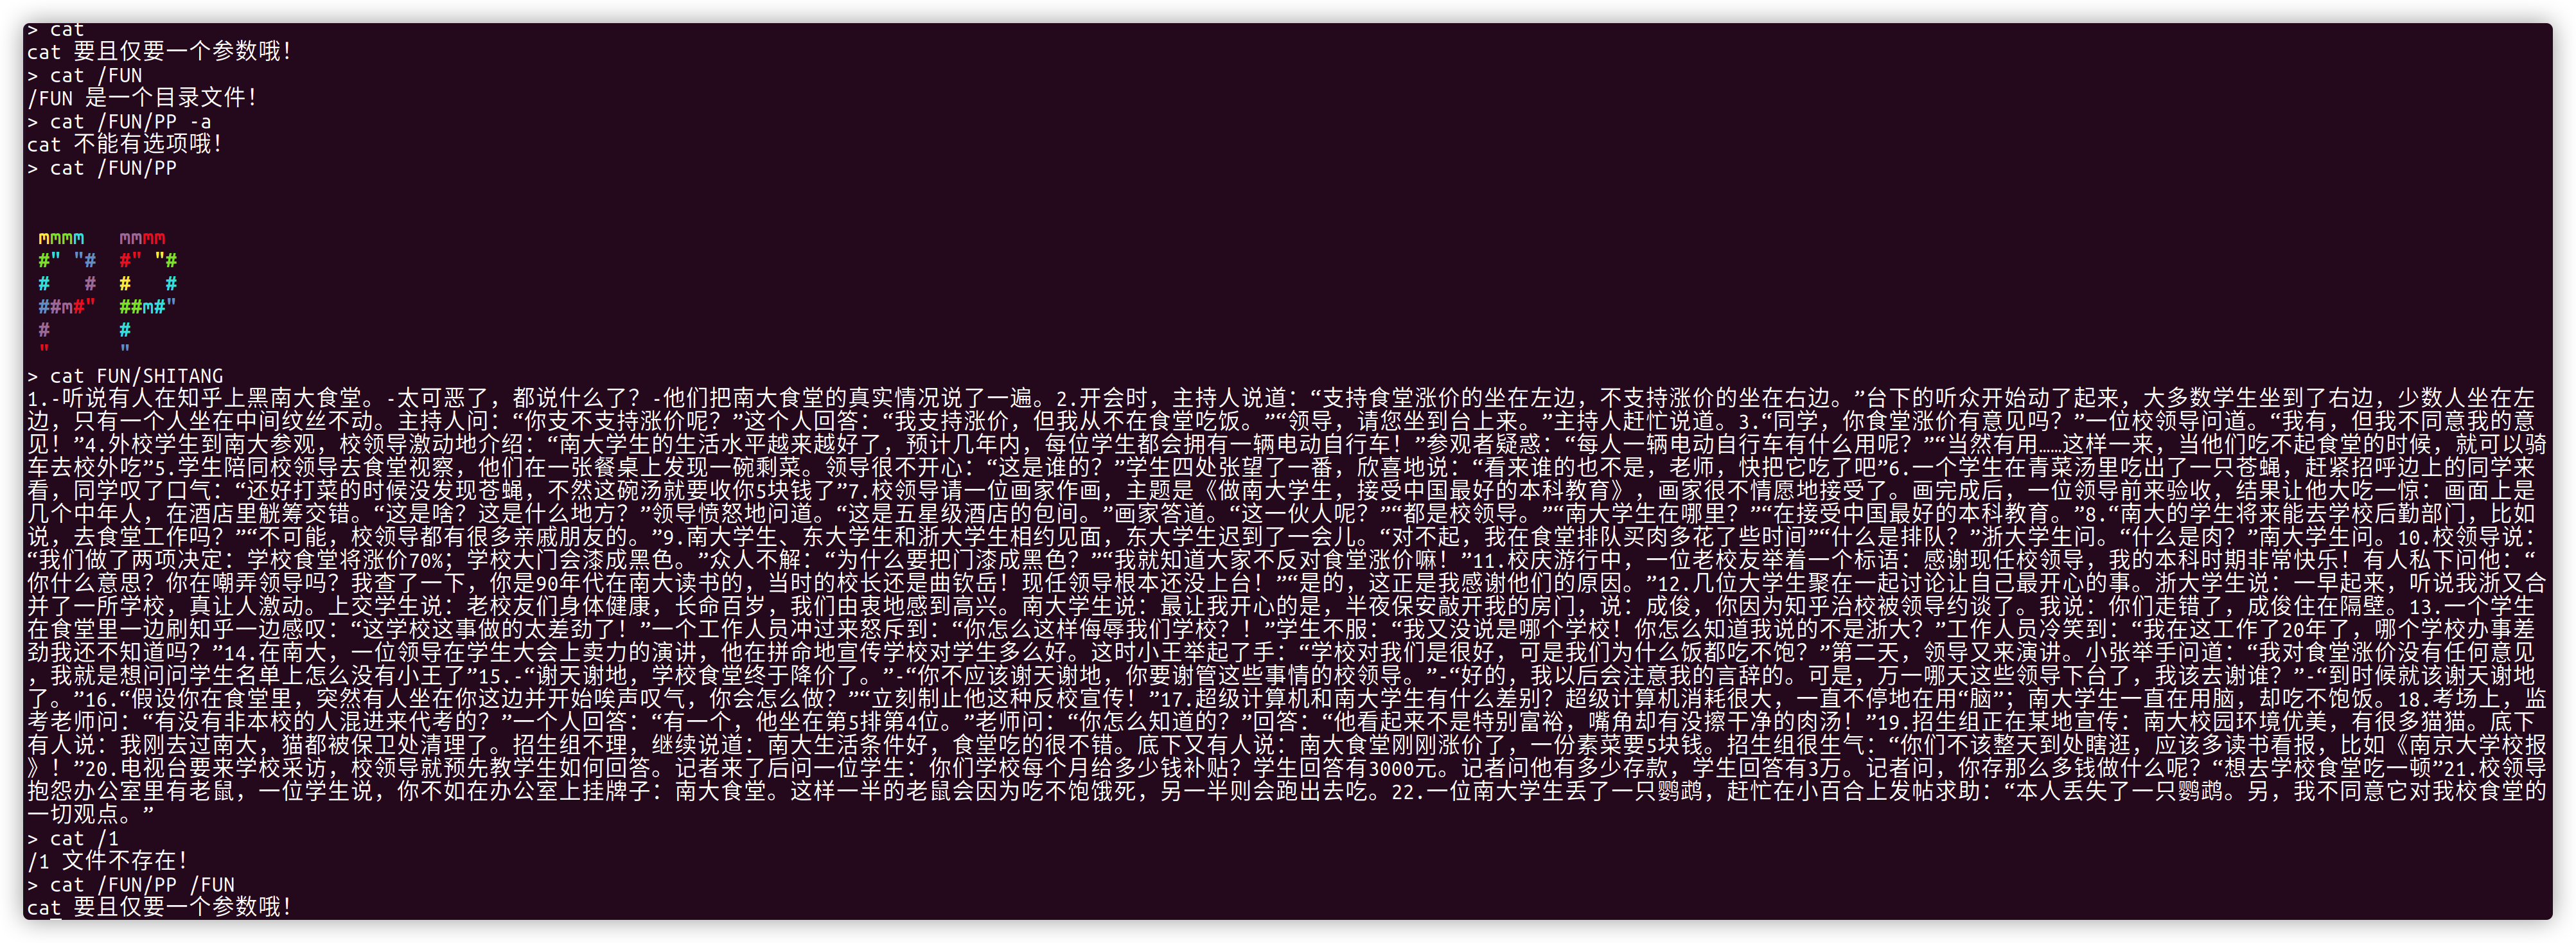 > cat
cat 要且仅要一个参数哦！
> cat /FUN
/FUN 是一个目录文件！
> cat /FUN/PP -a
cat 不能有选项哦！
> cat /FUN/PP
 mmmm   mmmm
 #" "#  #" "#
 #   #  #   #
 ##m#"  ##m#"
 #      #
 "      "
> cat FUN/SHITANG
1.-听说有人在知乎上黑南大食堂。-太可恶了，都说什么了？-他们把南大食堂的真实情况说了一遍。2.开会时，主持人说道：“支持食堂涨价的坐在左边，不支持涨价的坐在右边。”台下的听众开始动了起来，大多数学生坐到了右边，少数人坐在左
边，只有一个人坐在中间纹丝不动。主持人问：“你支不支持涨价呢？”这个人回答：“我支持涨价，但我从不在食堂吃饭。”“领导，请您坐到台上来。”主持人赶忙说道。3.“同学，你食堂涨价有意见吗？”一位校领导问道。“我有，但我不同意我的意
见！”4.外校学生到南大参观，校领导激动地介绍：“南大学生的生活水平越来越好了，预计几年内，每位学生都会拥有一辆电动自行车！”参观者疑惑：“每人一辆电动自行车有什么用呢？”“当然有用……这样一来，当他们吃不起食堂的时候，就可以骑
车去校外吃”5.学生陪同校领导去食堂视察，他们在一张餐桌上发现一碗剩菜。领导很不开心：“这是谁的？”学生四处张望了一番，欣喜地说：“看来谁的也不是，老师，快把它吃了吧”6.一个学生在青菜汤里吃出了一只苍蝇，赶紧招呼边上的同学来
看，同学叹了口气：“还好打菜的时候没发现苍蝇，不然这碗汤就要收你5块钱了”7.校领导请一位画家作画，主题是《做南大学生，接受中国最好的本科教育》，画家很不情愿地接受了。画完成后，一位领导前来验收，结果让他大吃一惊：画面上是
几个中年人，在酒店里觥筹交错。“这是啥？这是什么地方？”领导愤怒地问道。“这是五星级酒店的包间。”画家答道。“这一伙人呢？”“都是校领导。”“南大学生在哪里？”“在接受中国最好的本科教育。”8.“南大的学生将来能去学校后勤部门，比如
说，去食堂工作吗？”“不可能，校领导都有很多亲戚朋友的。”9.南大学生、东大学生和浙大学生相约见面，东大学生迟到了一会儿。“对不起，我在食堂排队买肉多花了些时间”“什么是排队？”浙大学生问。“什么是肉？”南大学生问。10.校领导说：
“我们做了两项决定：学校食堂将涨价70%；学校大门会漆成黑色。”众人不解：“为什么要把门漆成黑色？”“我就知道大家不反对食堂涨价嘛！”11.校庆游行中，一位老校友举着一个标语：感谢现任校领导，我的本科时期非常快乐！有人私下问他：“
你什么意思？你在嘲弄领导吗？我查了一下，你是90年代在南大读书的，当时的校长还是曲钦岳！现任领导根本还没上台！”“是的，这正是我感谢他们的原因。”12.几位大学生聚在一起讨论让自己最开心的事。浙大学生说：一早起来，听说我浙又合
并了一所学校，真让人激动。上交学生说：老校友们身体健康，长命百岁，我们由衷地感到高兴。南大学生说：最让我开心的是，半夜保安敲开我的房门，说：成俊，你因为知乎治校被领导约谈了。我说：你们走错了，成俊住在隔壁。13.一个学生
在食堂里一边刷知乎一边感叹：“这学校这事做的太差劲了！”一个工作人员冲过来怒斥到：“你怎么这样侮辱我们学校？！”学生不服：“我又没说是哪个学校！你怎么知道我说的不是浙大？”工作人员冷笑到：“我在这工作了20年了，哪个学校办事差
劲我还不知道吗？”14.在南大，一位领导在学生大会上卖力的演讲，他在拼命地宣传学校对学生多么好。这时小王举起了手：“学校对我们是很好，可是我们为什么饭都吃不饱？”第二天，领导又来演讲。小张举手问道：“我对食堂涨价没有任何意见
，我就是想问问学生名单上怎么没有小王了”15.-“谢天谢地，学校食堂终于降价了。”-“你不应该谢天谢地，你要谢管这些事情的校领导。”-“好的，我以后会注意我的言辞的。可是，万一哪天这些领导下台了，我该去谢谁？”-“到时候就该谢天谢地
了。”16.“假设你在食堂里，突然有人坐在你这边并开始唉声叹气，你会怎么做？”“立刻制止他这种反校宣传！”17.超级计算机和南大学生有什么差别？超级计算机消耗很大，一直不停地在用“脑”；南大学生一直在用脑，却吃不饱饭。18.考场上，监
考老师问：“有没有非本校的人混进来代考的？”一个人回答：“有一个，他坐在第5排第4位。”老师问：“你怎么知道的？”回答：“他看起来不是特别富裕，嘴角却有没擦干净的肉汤！”19.招生组正在某地宣传：南大校园环境优美，有很多猫猫。底下
有人说：我刚去过南大，猫都被保卫处清理了。招生组不理，继续说道：南大生活条件好，食堂吃的很不错。底下又有人说：南大食堂刚刚涨价了，一份素菜要5块钱。招生组很生气：“你们不该整天到处瞎逛，应该多读书看报，比如《南京大学校报
》！”20.电视台要来学校采访，校领导就预先教学生如何回答。记者来了后问一位学生：你们学校每个月给多少钱补贴？学生回答有3000元。记者问他有多少存款，学生回答有3万。记者问，你存那么多钱做什么呢？“想去学校食堂吃一顿”21.校领导
抱怨办公室里有老鼠，一位学生说，你不如在办公室上挂牌子：南大食堂。这样一半的老鼠会因为吃不饱饿死，另一半则会跑出去吃。22.一位南大学生丢了一只鹦鹉，赶忙在小百合上发帖求助：“本人丢失了一只鹦鹉。另，我不同意它对我校食堂的
一切观点。”
> cat /1
/1 文件不存在！
> cat /FUN/PP /FUN
cat 要且仅要一个参数哦！